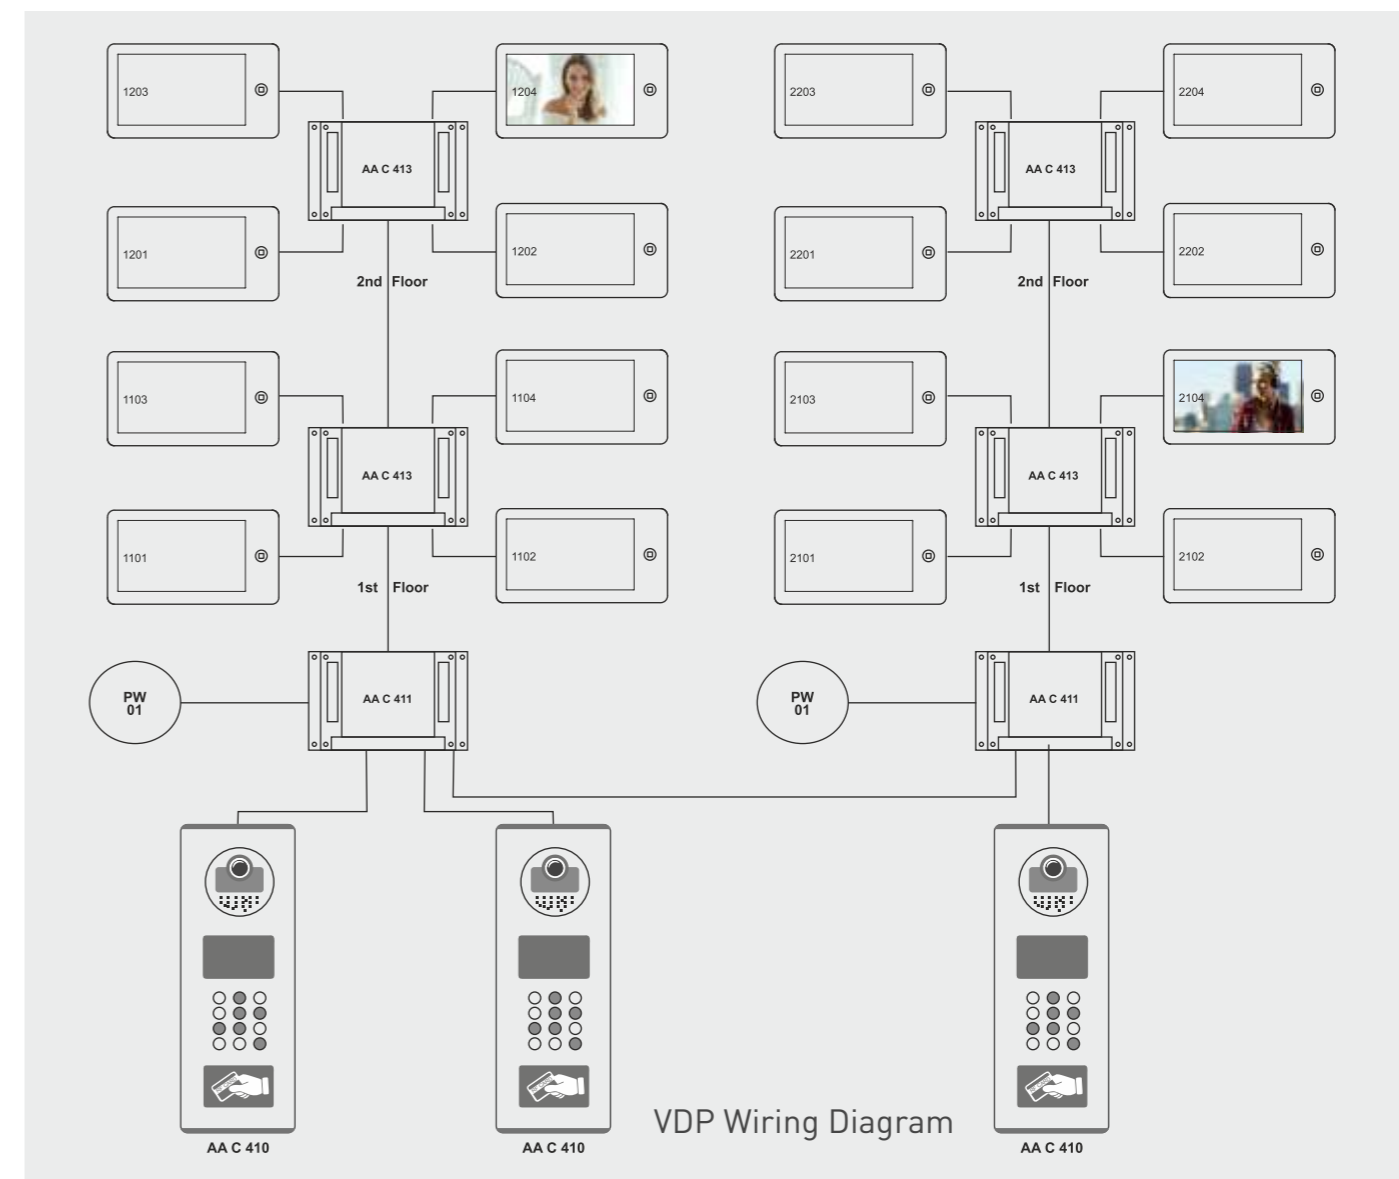 1203
1204
2203
2204
AA C 413
AA C 413
1201
1202
2201
2202
2nd Floor
2nd Floor
1103
1104
2103
2104
AA C 413
AA C 413
1101
1102
2101
2102
1st Floor
1st Floor
PW
01
AA C 411
PW
01
AA C 411
VDP Wiring Diagram
AA C 410
AA C 410
AA C 410